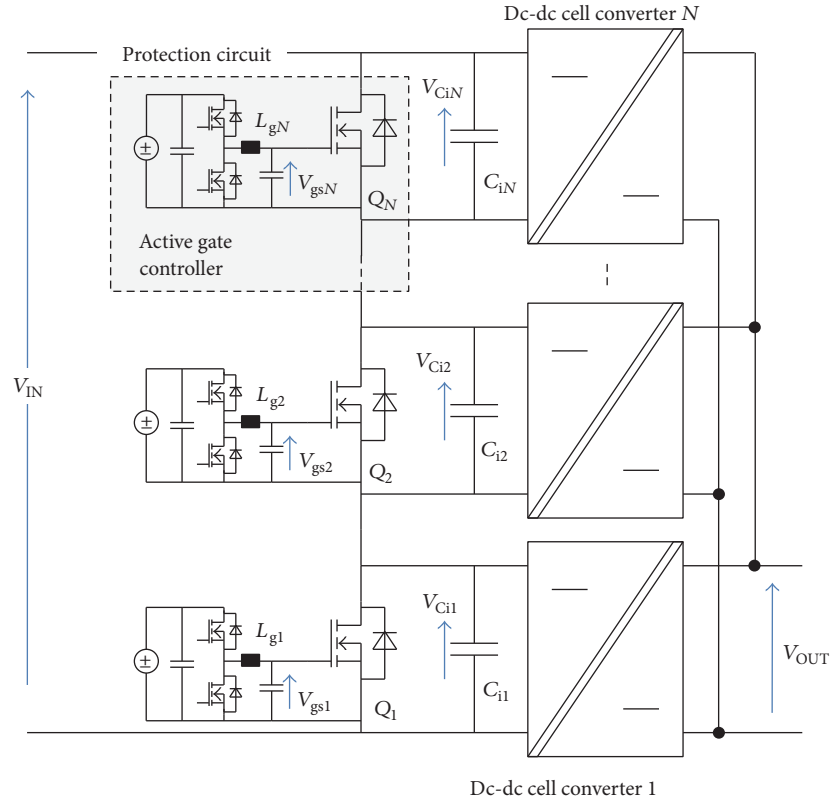 Dc-dc cell converter N
Protection circuit
V_CiN
L_gN
V_gsN
Q_N
C_iN
Active gate
controller
V_IN
V_Ci2
L_g2
V_gs2
Q_2
C_i2
V_Ci1
L_g1
V_gs1
Q_1
C_i1
V_OUT
Dc-dc cell converter 1